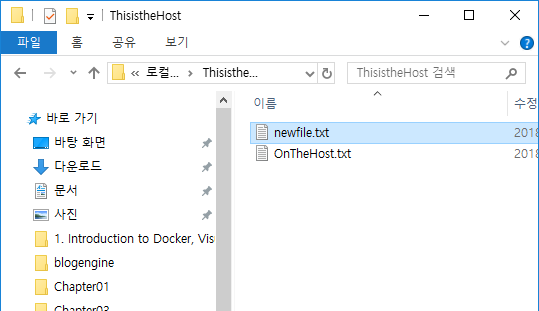 ThisistheHost
파일 홈 공유 보기
« 로컬... › Thisisthe... ThisistheHost 검색
이름 수정
바로 가기
바탕 화면
다운로드
문서
사진
1. Introduction to Docker, Vis
blogengine
Chapter01
Chapter03
newfile.txt 2018
OnTheHost.txt 2018